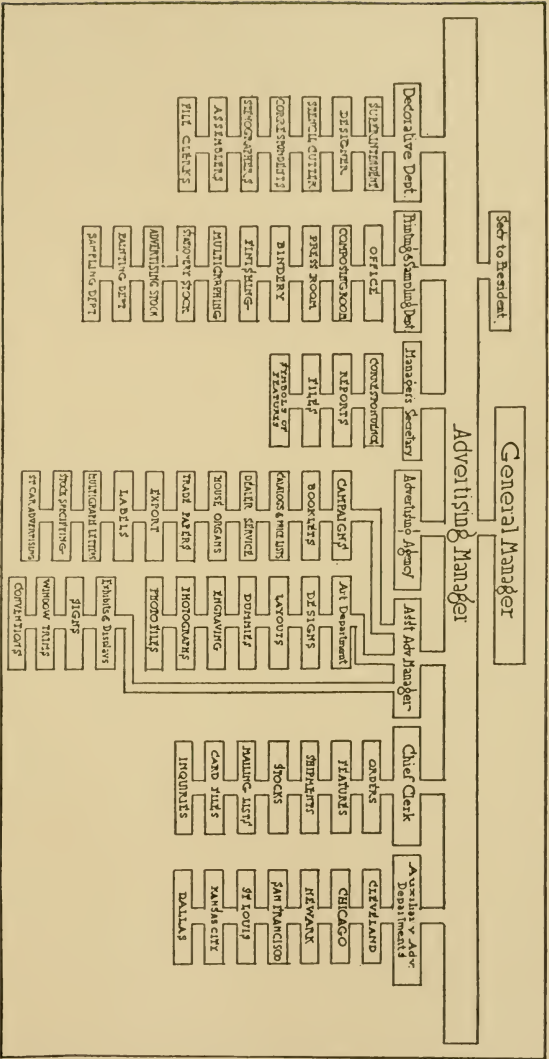 General Manager
Sec'y to President.
Advertising Manager
Decorative Dept.
SUPERINTENDENT
DESIGNER
STENCIL CUTTER
CORRESPONDENTS
STENOGRAPHERS
ASSEMBLERS
FILE CLERKS
Printing & Sampling Dept.
OFFICE
COMPOSING ROOM
PRESS ROOM
BINDERY
FINISHING
MULTIGRAPHING
STATIONERY STOCK
ADVERTISING STOCK
PAINTING DEPT
SAMPLING DEPT
Manager's Secretary
CORRESPONDENCE
REPORTS
FILES
SYMBOLS OF
FEATURES
Advertising Agency
Ass't Adv. Manager
CAMPAIGNS
BOOKLETS
CATALOGS & PRICE LISTS
DEALER SERVICE
HOUSE ORGANS
TRADE PAPERS
EXPORT
LABELS
MULTIGRAPH LETTERS
STOCK SPECIFYING
ST. CAR ADVERTISING
Art Department
DESIGNS
LAYOUTS
DUMMIES
ENGRAVING
PHOTOGRAPHS
PHOTO FILES
Exhibits & Displays
SIGNS
WINDOW TRIMS
CONVENTIONS
Chief Clerk
ORDERS
FEATURES
SHIPMENTS
STOCKS
MAILING LISTS
CARD FILES
INQUIRIES
Auxiliary Adv.
Departments
CLEVELAND
CHICAGO
NEWARK
SAN FRANCISCO
ST LOUIS
KANSAS CITY
DALLAS